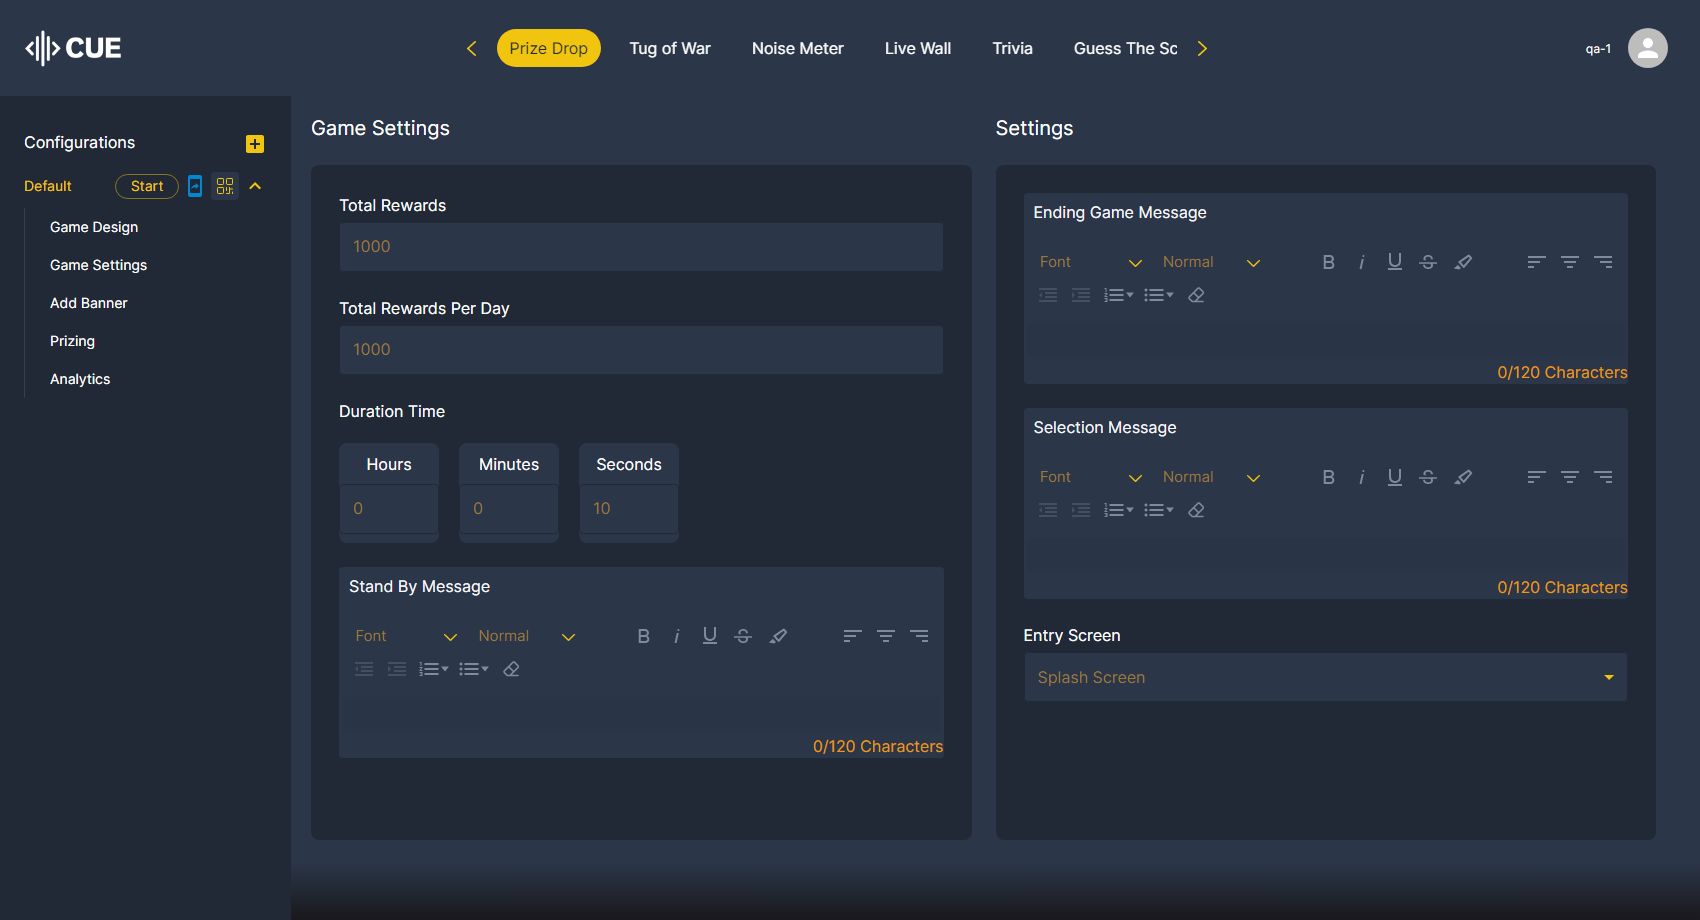 CUE
Prize Drop
Tug of War
Noise Meter
Live Wall
Trivia
Guess The Sc
qa-1
Configurations
Default
Start
Game Design
Game Settings
Add Banner
Prizing
Analytics
Game Settings
Total Rewards
1000
Total Rewards Per Day
1000
Duration Time
Hours
Minutes
Seconds
0
0
10
Stand By Message
Font
Normal
0/120 Characters
Settings
Ending Game Message
Font
Normal
0/120 Characters
Selection Message
Font
Normal
0/120 Characters
Entry Screen
Splash Screen